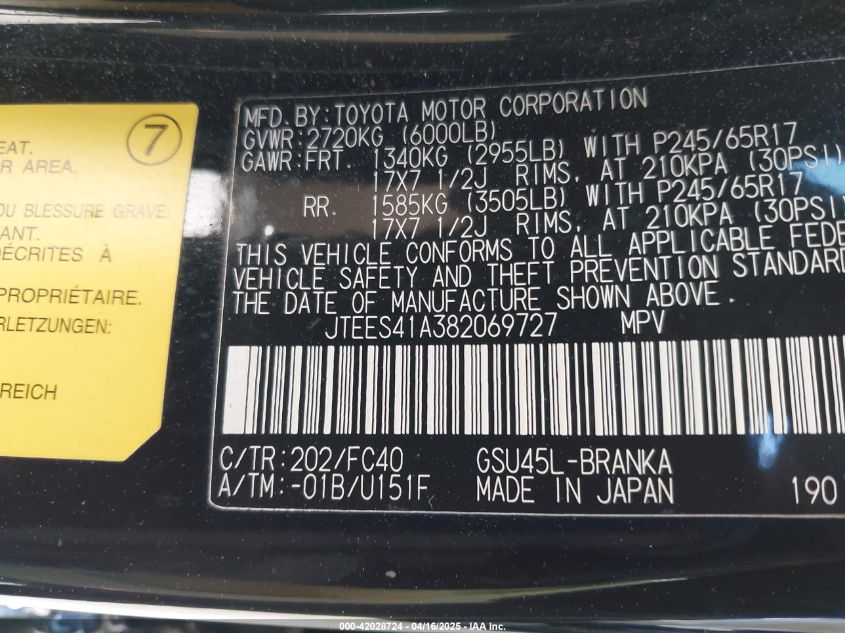 7
EAT.
R AREA.
U BLESSURE GRAVE
ANT.
DÉCRITES À
PROPRIÉTAIRE.
RLETZUNGEN:
REICH
MFD.BY:TOYOTA MOTOR CORPORATION
GVWR:2720KG (6000LB)
GAWR:FRT. 1340KG (2955LB) WITH P245/65R17
17X7 1/2J RIMS, AT 210KPA (30PSI)
RR. 1585KG (3505LB) WITH P245/65R17
17X7 1/2J RIMS, AT 210KPA (30PSI)
THIS VEHICLE CONFORMS TO ALL APPLICABLE FEDE
VEHICLE SAFETY AND THEFT PREVENTION STANDARD
THE DATE OF MANUFACTURE SHOWN ABOVE.
JTEES41A382069727 MPV
C/TR:202/FC40 GSU45L-BRANKA
A/TM:-01B/U151F MADE IN JAPAN 190
000-42028724 - 04/16/2025 - IAA Inc.